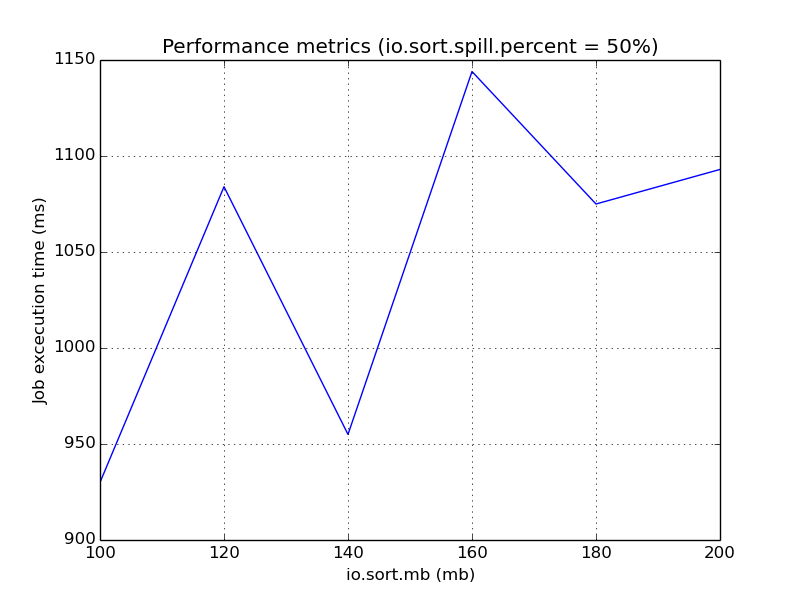 Performance metrics (io.sort.spill.percent = 50%)
1150
1100
1050
1000
950
900
Job excecution time (ms)
100 120 140 160 180 200
io.sort.mb (mb)